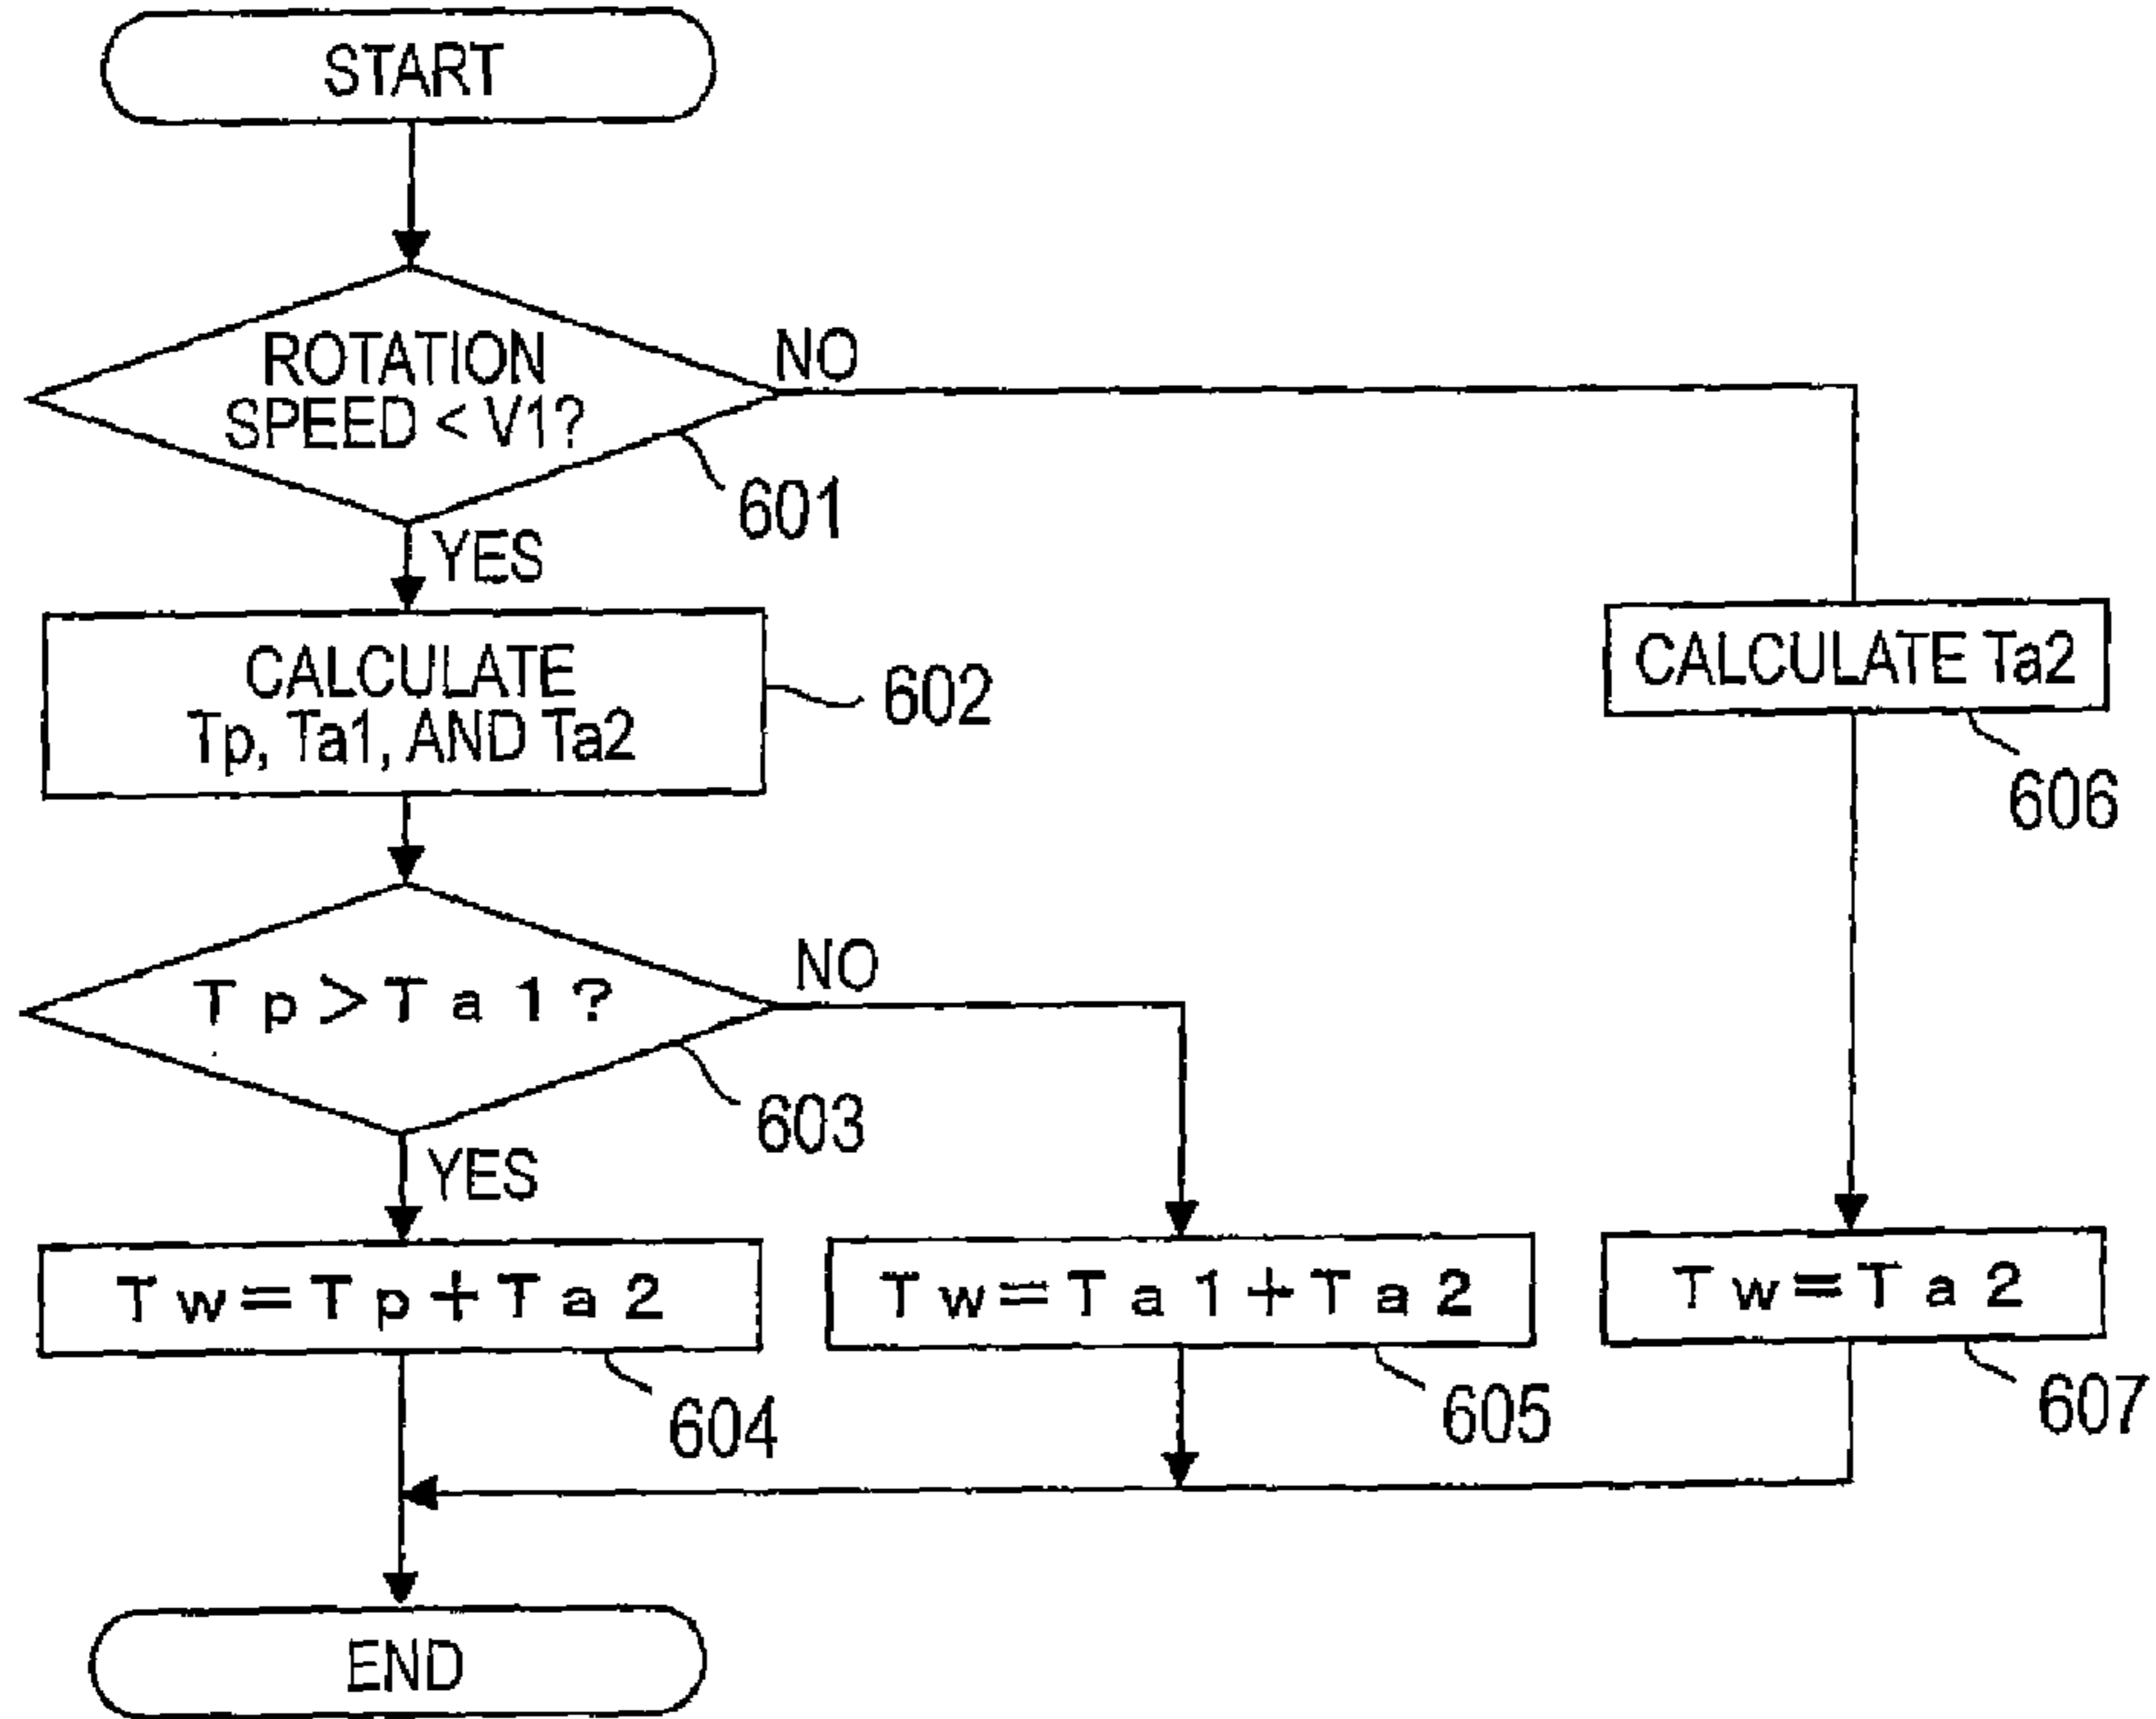 START
ROTATION
SPEED < V1?
NO
601
YES
CALCULATE
Tp, Ta1, AND Ta2
602
CALCULATE Ta2
606
Tp>Ta1?
NO
603
YES
Tw=Tp+Ta2
604
Tw=Ta1+Ta2
605
Tw=Ta2
607
END